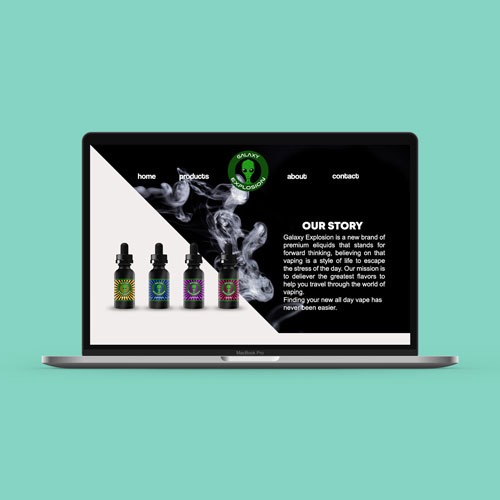 home
products
GALAXY
EXPLOSION
about
contact
OUR STORY
Galaxy Explosion is a new brand of
premium eliquids that stands for
forward thinking, believing on that
vaping is a style of life to escape
the stress of the day. Our mission is
to deliever the greatest flavors to
help you travel through the world of
vaping.
Finding your new all day vape has
never been easier.
MacBook Pro